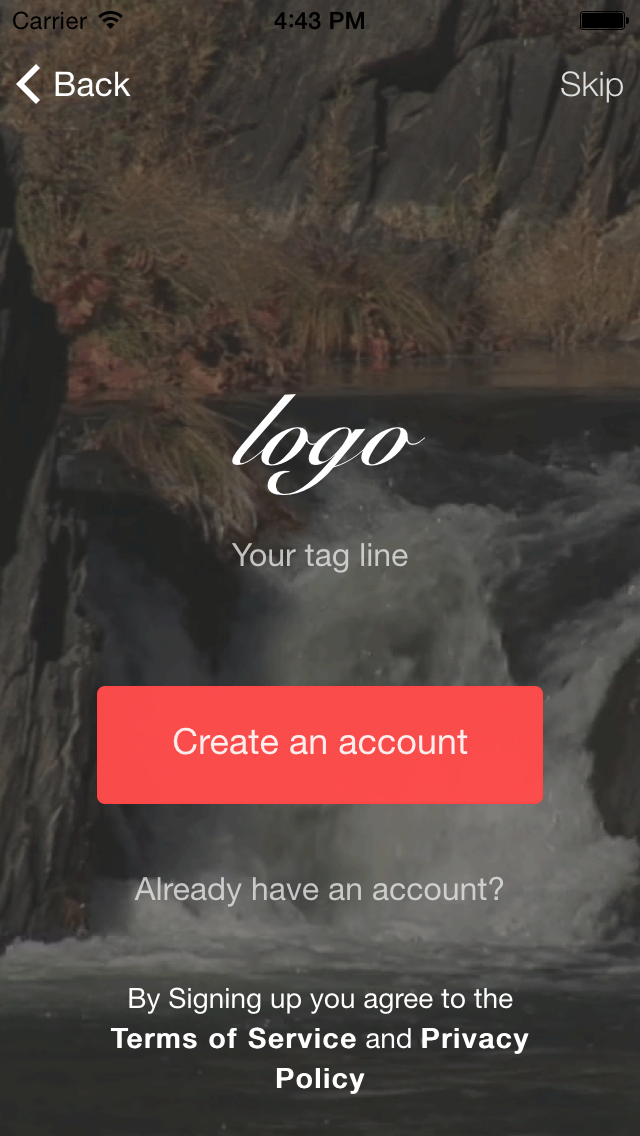 Carrier 4:43 PM
Back Skip
logo
Your tag line
Create an account
Already have an account?
By Signing up you agree to the
Terms of Service and Privacy
Policy